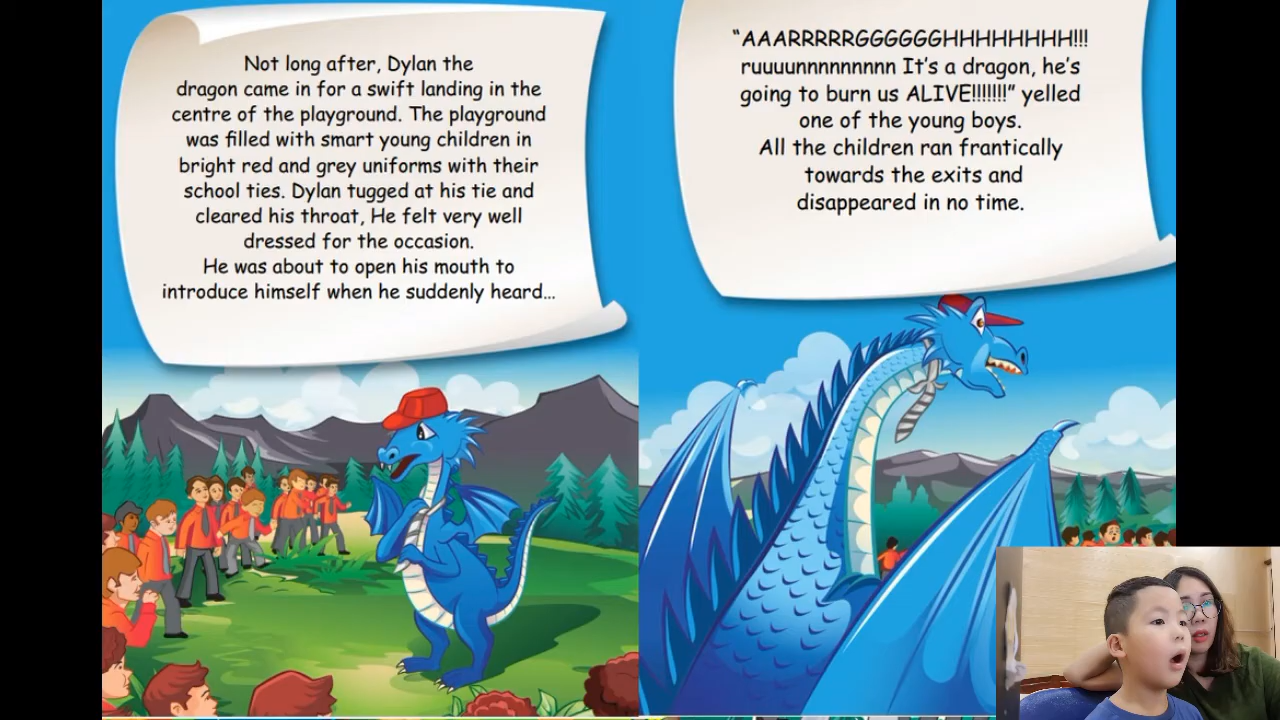 Not long after, Dylan the
dragon came in for a swift landing in the
centre of the playground. The playground
was filled with smart young children in
bright red and grey uniforms with their
school ties. Dylan tugged at his tie and
cleared his throat, He felt very well
dressed for the occasion.
He was about to open his mouth to
introduce himself when he suddenly heard...
“AAARRRRRGGGGGGHHHHHHHH!!!
ruuuunnnnnnnnn It’s a dragon, he’s
going to burn us ALIVE!!!!!!!” yelled
one of the young boys.
All the children ran frantically
towards the exits and
disappeared in no time.